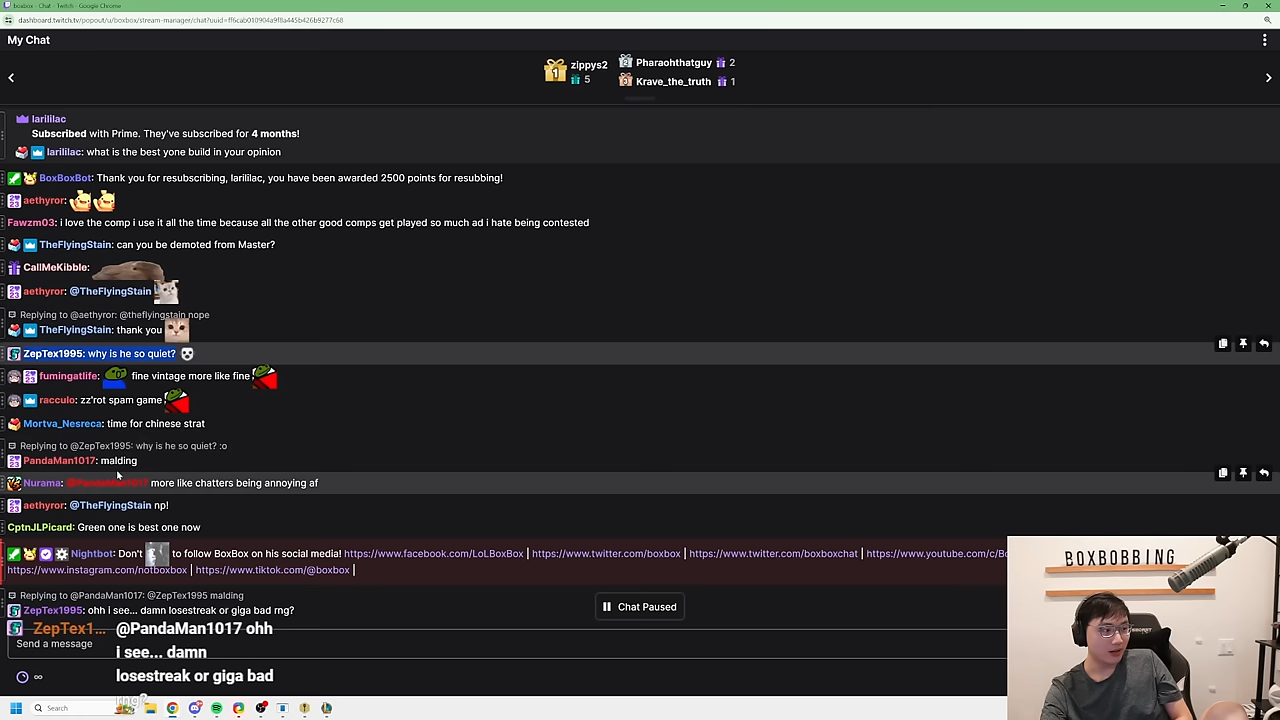 boxbox - Chat - Twitch - Google Chrome
dashboard.twitch.tv/popout/u/boxbox/stream-manager/chat?uuid=ff6cab010904a9f8a445b426b9277c68
My Chat
1 zippys2 5
2 Pharaohthatguy 2
3 Krave_the_truth 1
larililac
Subscribed with Prime. They've subscribed for 4 months!
larililac: what is the best yone build in your opinion
BoxBoxBot: Thank you for resubscribing, larililac, you have been awarded 2500 points for resubbing!
aethyror:
Fawzm03: i love the comp i use it all the time because all the other good comps get played so much ad i hate being contested
TheFlyingStain: can you be demoted from Master?
CallMeKibble:
aethyror: @TheFlyingStain
Replying to @aethyror: @theflyingstain nope
TheFlyingStain: thank you
ZepTex1995: why is he so quiet?
fumingatlife: fine vintage more like fine
racculo: zz'rot spam game
Mortva_Nesreca: time for chinese strat
Replying to @ZepTex1995: why is he so quiet? :o
PandaMan1017: malding
Nurama: @PandaMan1017 more like chatters being annoying af
aethyror: @TheFlyingStain np!
CptnJLPicard: Green one is best one now
Nightbot: Don't to follow BoxBox on his social media! https://www.facebook.com/LoLBoxBox | https://www.twitter.com/boxbox | https://www.twitter.com/boxboxchat | https://www.youtube.com/c/Bo
https://www.instagram.com/notboxbox | https://www.tiktok.com/@boxbox |
Replying to @PandaMan1017: @ZepTex1995 malding
ZepTex1995: ohh i see... damn losestreak or giga bad rng?
Chat Paused
ZepTex1... @PandaMan1017 ohh
i see... damn
losestreak or giga bad
rng?
Send a message
∞
Search
BOXBOBBING